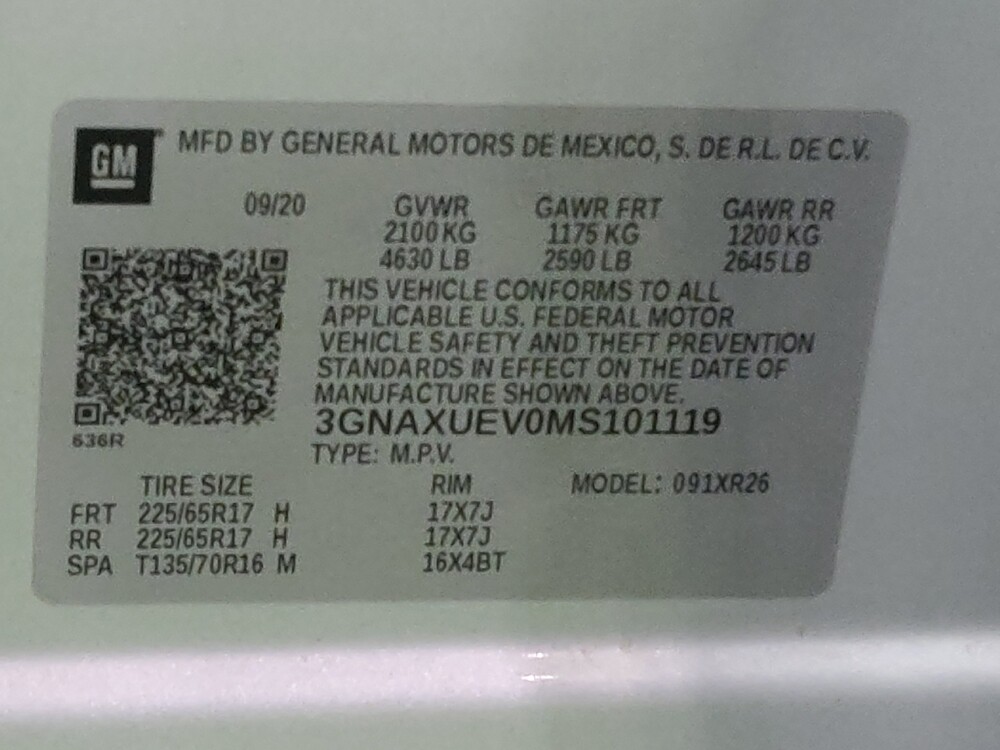 GM MFD BY GENERAL MOTORS DE MEXICO, S. DE R.L. DE C.V.
09/20 GVWR GAWR FRT GAWR RR
2100 KG 1175 KG 1200 KG
4630 LB 2590 LB 2645 LB
THIS VEHICLE CONFORMS TO ALL
APPLICABLE U.S. FEDERAL MOTOR
VEHICLE SAFETY AND THEFT PREVENTION
STANDARDS IN EFFECT ON THE DATE OF
MANUFACTURE SHOWN ABOVE.
3GNAXUEV0MS101119
636R
TYPE: M.P.V.
TIRE SIZE RIM MODEL: 091XR26
FRT 225/65R17 H 17X7J
RR 225/65R17 H 17X7J
SPA T135/70R16 M 16X4BT